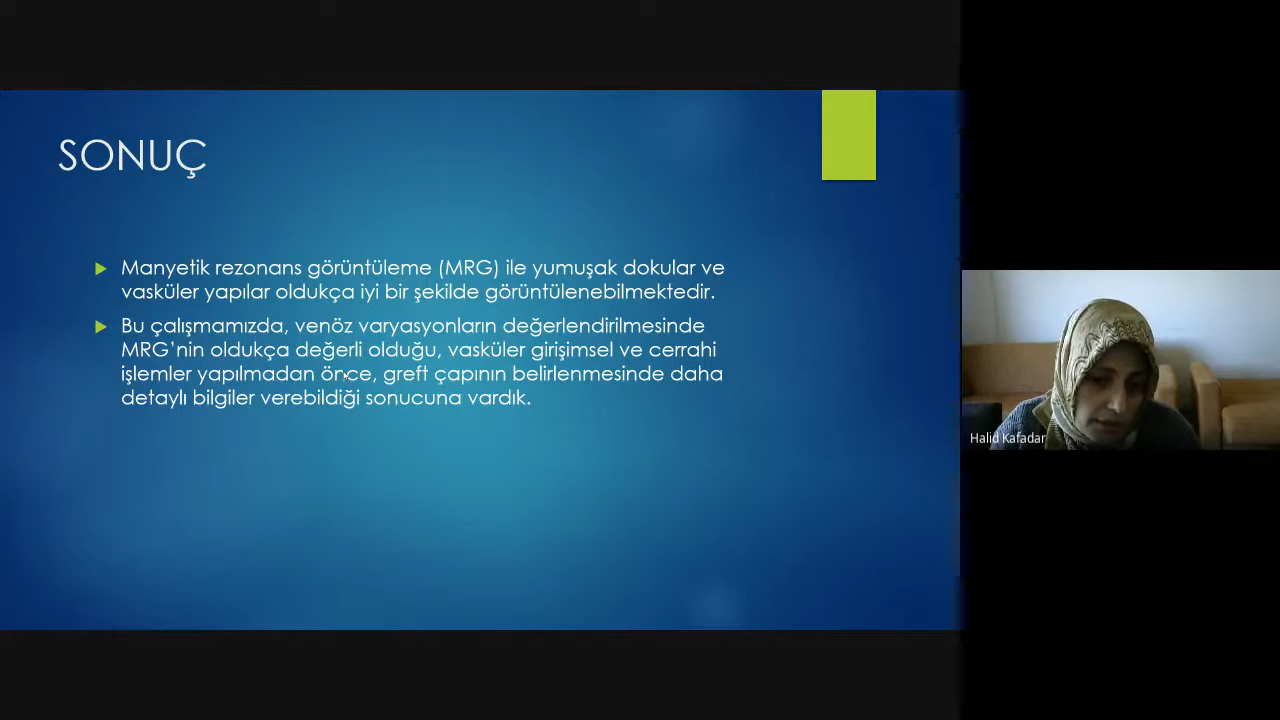 SONUÇ
Manyetik rezonans görüntüleme (MRG) ile yumuşak dokular ve
vasküler yapılar oldukça iyi bir şekilde görüntülenebilmektedir.
Bu çalışmamızda, venöz varyasyonların değerlendirilmesinde
MRG’nin oldukça değerli olduğu, vasküler girişimsel ve cerrahi
işlemler yapılmadan önce, greft çapının belirlenmesinde daha
detaylı bilgiler verebildiği sonucuna vardık.
Halid Kafadar